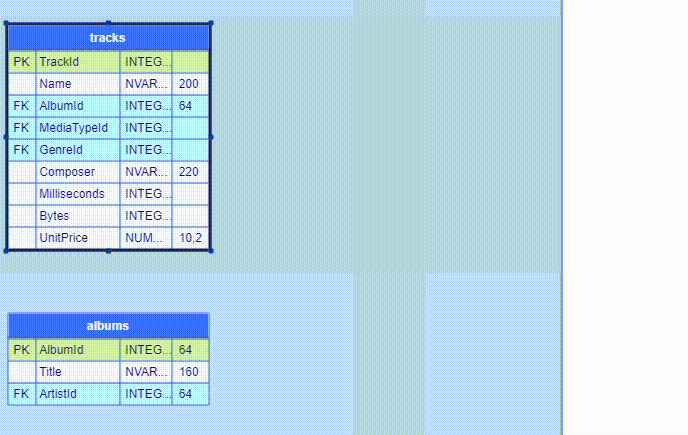 tracks
PK TrackId INTEG...
Name NVAR... 200
FK AlbumId INTEG... 64
FK MediaTypeId INTEG...
FK GenreId INTEG...
Composer NVAR... 220
Milliseconds INTEG...
Bytes INTEG...
UnitPrice NUM... 10,2
albums
PK AlbumId INTEG... 64
Title NVAR... 160
FK ArtistId INTEG... 64